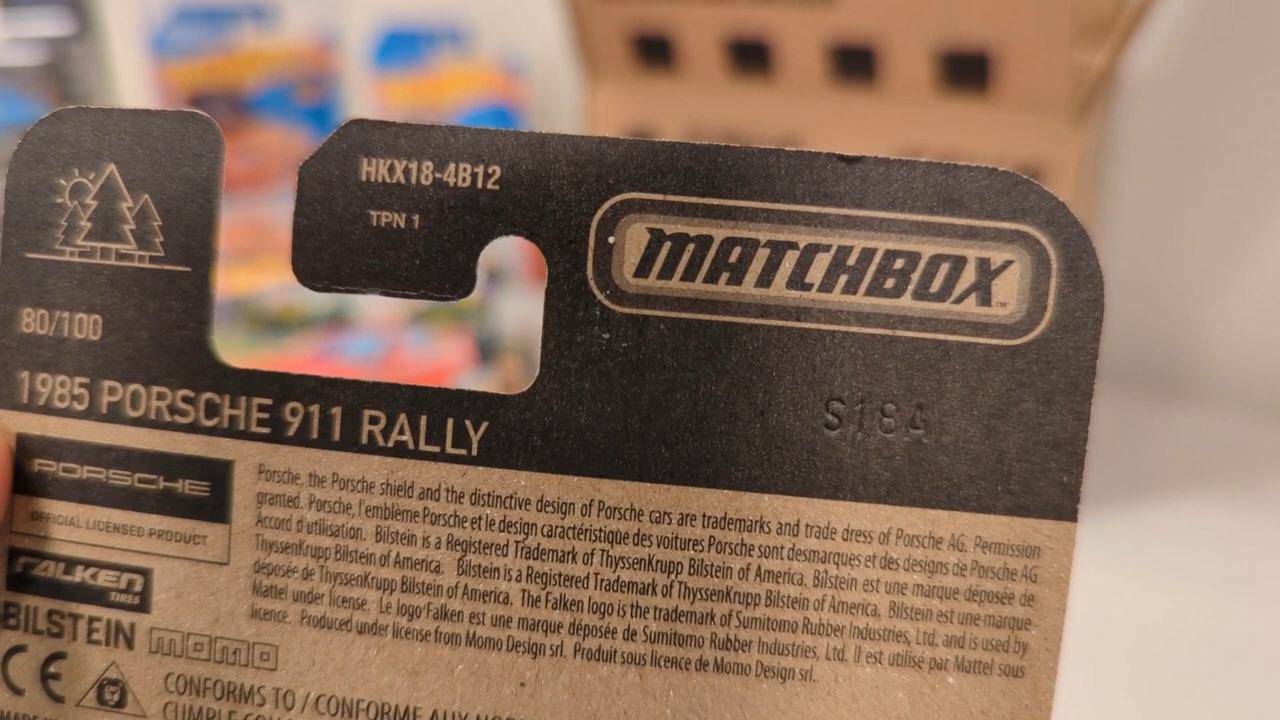 HKX18-4B12
TPN 1
MATCHBOX
80/100
S184
1985 PORSCHE 911 RALLY
PORSCHE
OFFICIAL LICENSED PRODUCT
FALKEN
TIRES
BILSTEIN
MOMO
Porsche, the Porsche shield and the distinctive design of Porsche cars are trademarks and trade dress of Porsche AG. Permission
granted. Porsche, l'emblème Porsche et le design caractéristique des voitures Porsche sont desmarques et des designs de Porsche AG
Accord d'utilisation. Bilstein is a Registered Trademark of ThyssenKrupp Bilstein of America. Bilstein est une marque déposée de
ThyssenKrupp Bilstein of America. Bilstein is a Registered Trademark of ThyssenKrupp Bilstein of America. Bilstein est une marque
déposée de ThyssenKrupp Bilstein of America. The Falken logo is the trademark of Sumitomo Rubber Industries, Ltd. and is used by
Mattel under license. Le logo Falken est une marque déposée de Sumitomo Rubber Industries, Ltd. Il est utilisé par Mattel sous
licence. Produced under license from Momo Design srl. Produit sous licence de Momo Design srl.
CE
CONFORMS TO / CONFORME AUX